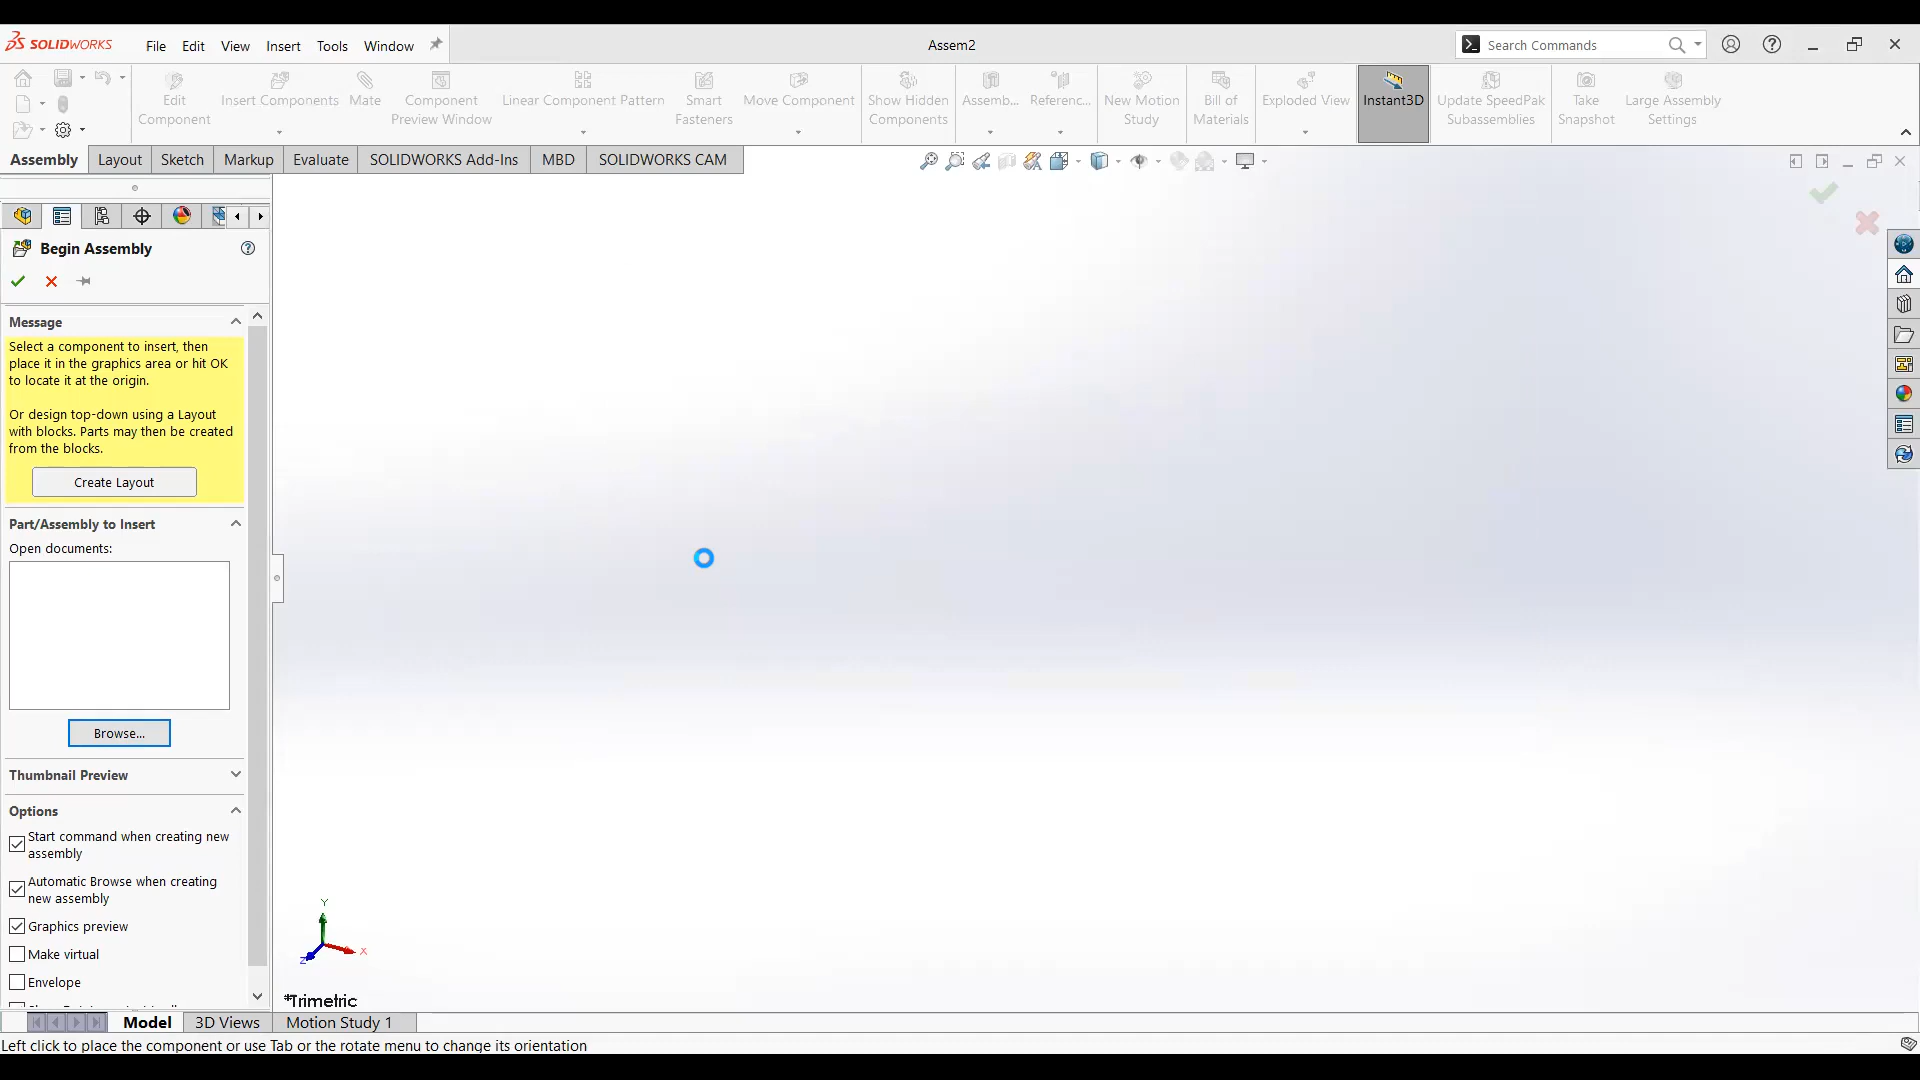 SOLIDWORKS
File Edit View Insert Tools Window
Assem2
Search Commands
Edit Component
Insert Components
Mate
Component Preview Window
Linear Component Pattern
Smart Fasteners
Move Component
Show Hidden Components
Assemb...
Referenc...
New Motion Study
Bill of Materials
Exploded View
Instant3D
Update SpeedPak Subassemblies
Take Snapshot
Large Assembly Settings
Assembly Layout Sketch Markup Evaluate SOLIDWORKS Add-Ins MBD SOLIDWORKS CAM
Begin Assembly
Message
Select a component to insert, then
place it in the graphics area or hit OK
to locate it at the origin.
Or design top-down using a Layout
with blocks. Parts may then be created
from the blocks.
Create Layout
Part/Assembly to Insert
Open documents:
Browse...
Thumbnail Preview
Options
Start command when creating new
assembly
Automatic Browse when creating
new assembly
Graphics preview
Make virtual
Envelope
Y
X
Z
*Trimetric
Model 3D Views Motion Study 1
Left click to place the component or use Tab or the rotate menu to change its orientation